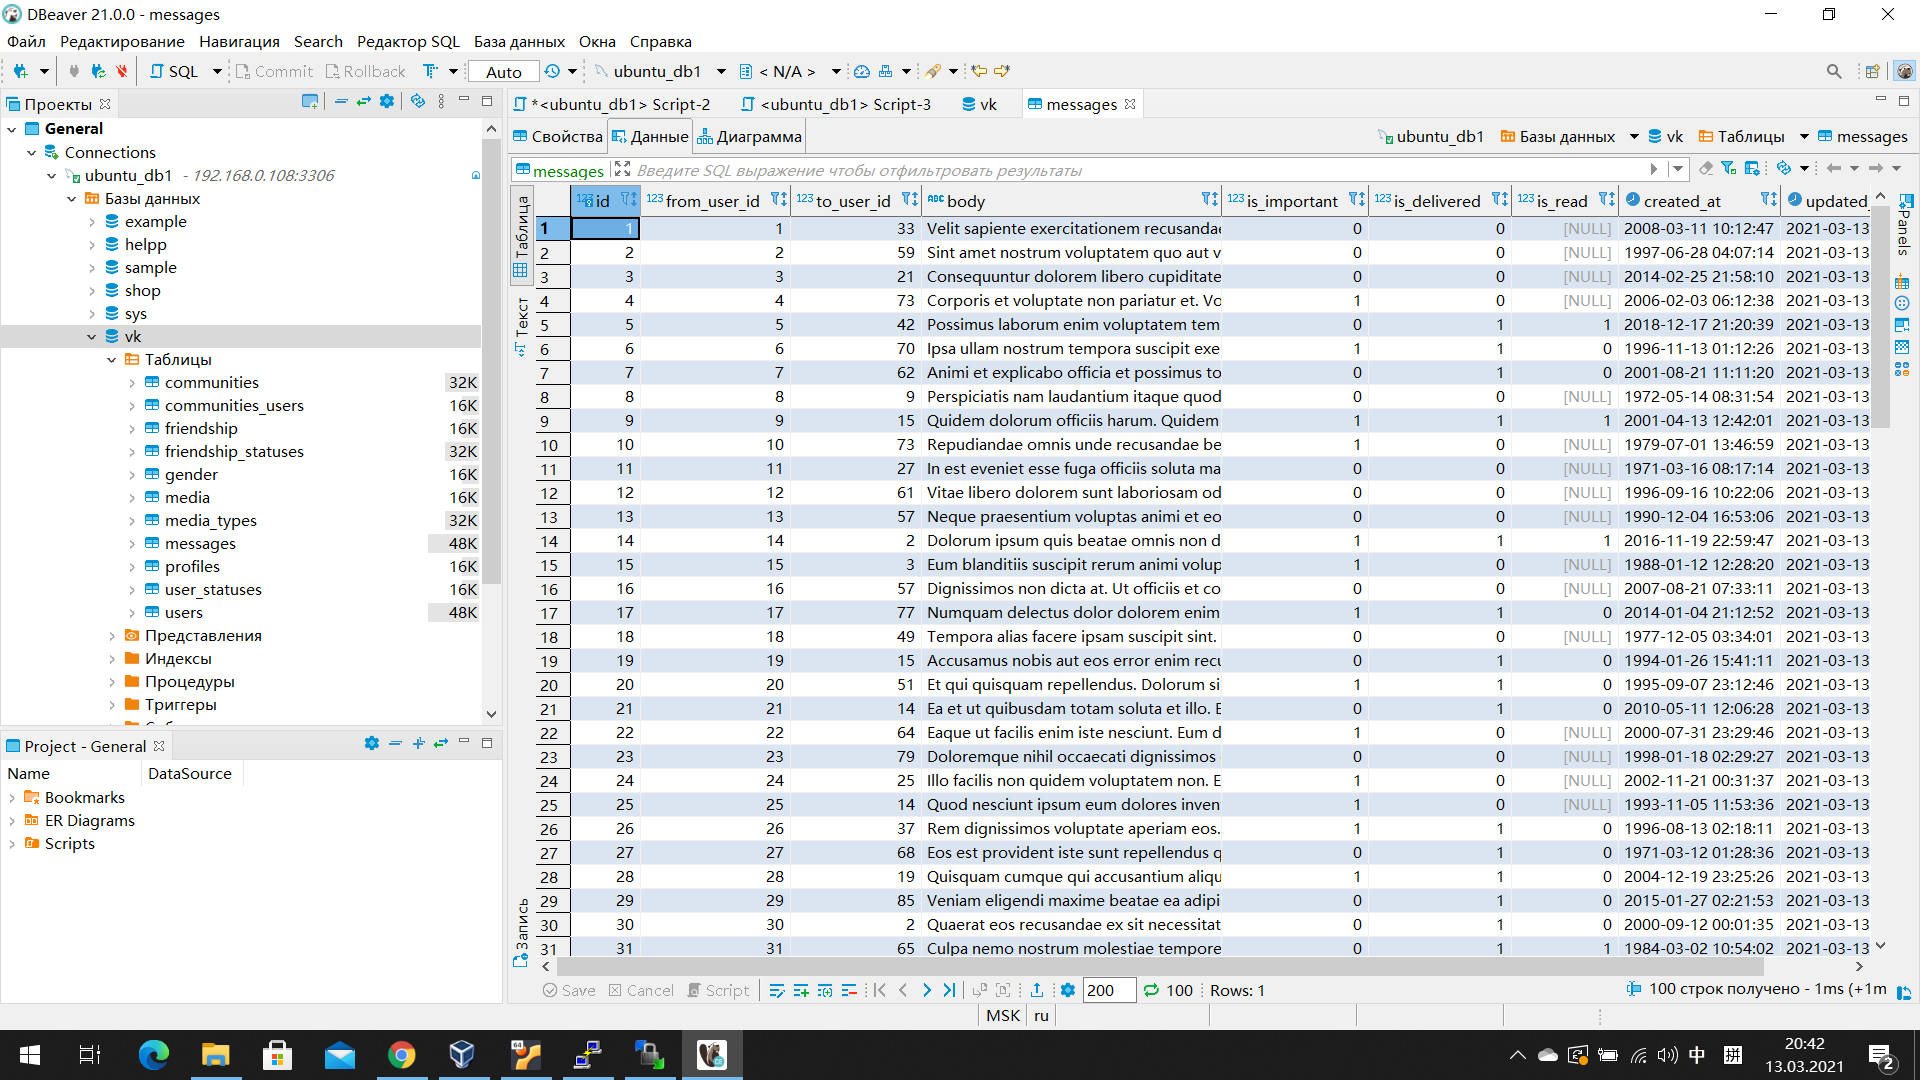 DBeaver 21.0.0 - messages
Файл Редактирование Навигация Search Редактор SQL База данных Окна Справка
SQL Commit Rollback Auto ubuntu_db1 < N/A >
Проекты
General
Connections
ubuntu_db1 - 192.168.0.108:3306
Базы данных
example
helpp
sample
shop
sys
vk
Таблицы
communities 32K
communities_users 16K
friendship 16K
friendship_statuses 32K
gender 16K
media 16K
media_types 32K
messages 48K
profiles 16K
user_statuses 16K
users 48K
Представления
Индексы
Процедуры
Триггеры
Project - General
Name DataSource
Bookmarks
ER Diagrams
Scripts
*<ubuntu_db1> Script-2 <ubuntu_db1> Script-3 vk messages
Свойства Данные Диаграмма ubuntu_db1 Базы данных vk Таблицы messages
messages Введите SQL выражение чтобы отфильтровать результаты
Таблица
Текст
Запись
Panels
123 id 123 from_user_id 123 to_user_id ABC body 123 is_important 123 is_delivered 123 is_read created_at updated_
1 1 1 33 Velit sapiente exercitationem recusandae 0 0 [NULL] 2008-03-11 10:12:47 2021-03-13
2 2 2 59 Sint amet nostrum voluptatem quo aut v 0 0 [NULL] 1997-06-28 04:07:14 2021-03-13
3 3 3 21 Consequuntur dolorem libero cupiditate 0 0 [NULL] 2014-02-25 21:58:10 2021-03-13
4 4 4 73 Corporis et voluptate non pariatur et. Vo 1 0 [NULL] 2006-02-03 06:12:38 2021-03-13
5 5 5 42 Possimus laborum enim voluptatem tem 0 1 1 2018-12-17 21:20:39 2021-03-13
6 6 6 70 Ipsa ullam nostrum tempora suscipit exe 1 1 0 1996-11-13 01:12:26 2021-03-13
7 7 7 62 Animi et explicabo officia et possimus to 0 1 0 2001-08-21 11:11:20 2021-03-13
8 8 8 9 Perspiciatis nam laudantium itaque quod 0 0 [NULL] 1972-05-14 08:31:54 2021-03-13
9 9 9 15 Quidem dolorum officiis harum. Quidem 1 1 1 2001-04-13 12:42:01 2021-03-13
10 10 10 73 Repudiandae omnis unde recusandae be 1 0 [NULL] 1979-07-01 13:46:59 2021-03-13
11 11 11 27 In est eveniet esse fuga officiis soluta ma 0 0 [NULL] 1971-03-16 08:17:14 2021-03-13
12 12 12 61 Vitae libero dolorem sunt laboriosam od 0 0 [NULL] 1996-09-16 10:22:06 2021-03-13
13 13 13 57 Neque praesentium voluptas animi et eo 0 0 [NULL] 1990-12-04 16:53:06 2021-03-13
14 14 14 2 Dolorum ipsum quis beatae omnis non d 1 1 1 2016-11-19 22:59:47 2021-03-13
15 15 15 3 Eum blanditiis suscipit rerum animi volup 1 0 [NULL] 1988-01-12 12:28:20 2021-03-13
16 16 16 57 Dignissimos non dicta at. Ut officiis et co 0 0 [NULL] 2007-08-21 07:33:11 2021-03-13
17 17 17 77 Numquam delectus dolor dolorem enim 1 1 0 2014-01-04 21:12:52 2021-03-13
18 18 18 49 Tempora alias facere ipsam suscipit sint. 0 0 [NULL] 1977-12-05 03:34:01 2021-03-13
19 19 19 15 Accusamus nobis aut eos error enim recu 0 1 0 1994-01-26 15:41:11 2021-03-13
20 20 20 51 Et qui quisquam repellendus. Dolorum si 1 1 0 1995-09-07 23:12:46 2021-03-13
21 21 21 14 Ea et ut quibusdam totam soluta et illo. E 0 1 0 2010-05-11 12:06:28 2021-03-13
22 22 22 64 Eaque ut facilis enim iste nesciunt. Eum d 1 0 [NULL] 2000-07-31 23:29:46 2021-03-13
23 23 23 79 Doloremque nihil occaecati dignissimos 0 0 [NULL] 1998-01-18 02:29:27 2021-03-13
24 24 24 25 Illo facilis non quidem voluptatem non. E 1 0 [NULL] 2002-11-21 00:31:37 2021-03-13
25 25 25 14 Quod nesciunt ipsum eum dolores inven 1 0 [NULL] 1993-11-05 11:53:36 2021-03-13
26 26 26 37 Rem dignissimos voluptate aperiam eos. 1 1 0 1996-08-13 02:18:11 2021-03-13
27 27 27 68 Eos est provident iste sunt repellendus q 0 1 0 1971-03-12 01:28:36 2021-03-13
28 28 28 19 Quisquam cumque qui accusantium aliqu 1 1 0 2004-12-19 23:25:26 2021-03-13
29 29 29 85 Veniam eligendi maxime beatae ea adipi 0 1 0 2015-01-27 02:21:53 2021-03-13
30 30 30 2 Quaerat eos recusandae ex sit necessitat 0 1 0 2000-09-12 00:01:35 2021-03-13
31 31 31 65 Culpa nemo nostrum molestiae tempore 0 1 1 1984-03-02 10:54:02 2021-03-13
Save Cancel Script 200 100 Rows: 1 100 строк получено - 1ms (+1m
MSK ru
64
中 拼 20:42
13.03.2021
2